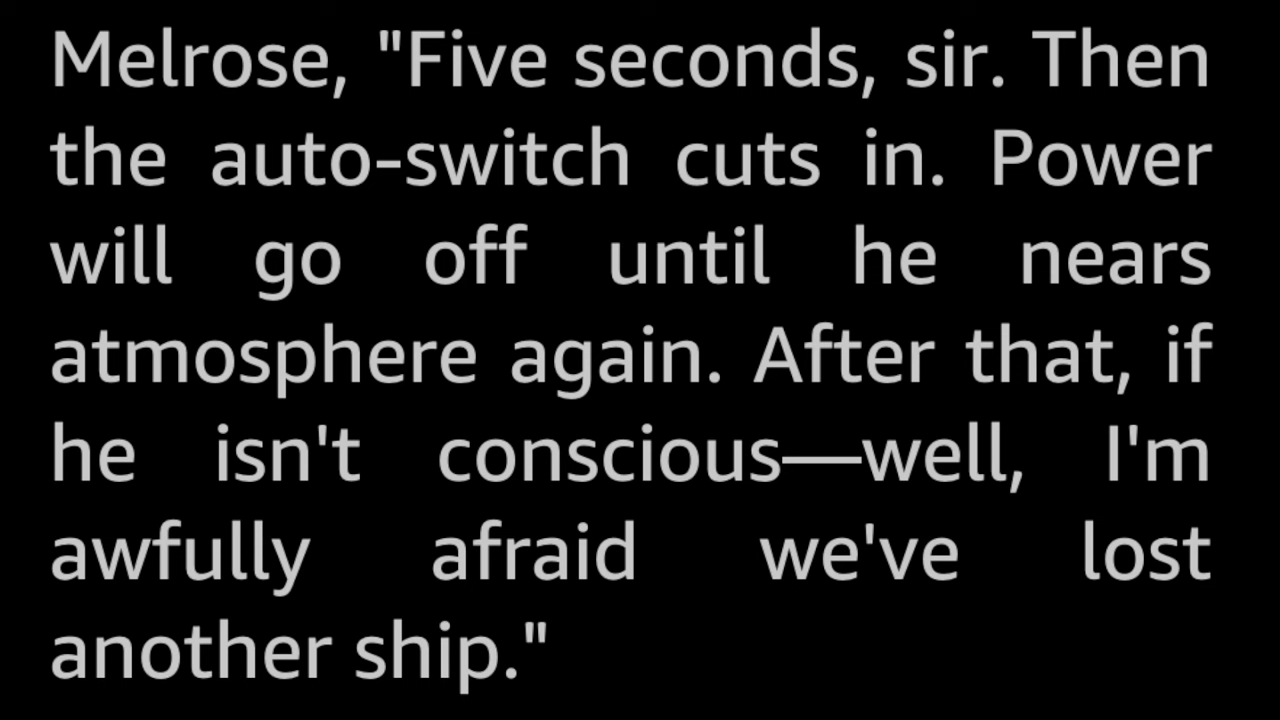 Melrose, "Five seconds, sir. Then
the auto-switch cuts in. Power
will go off until he nears
atmosphere again. After that, if
he isn't conscious—well, I'm
awfully afraid we've lost
another ship."